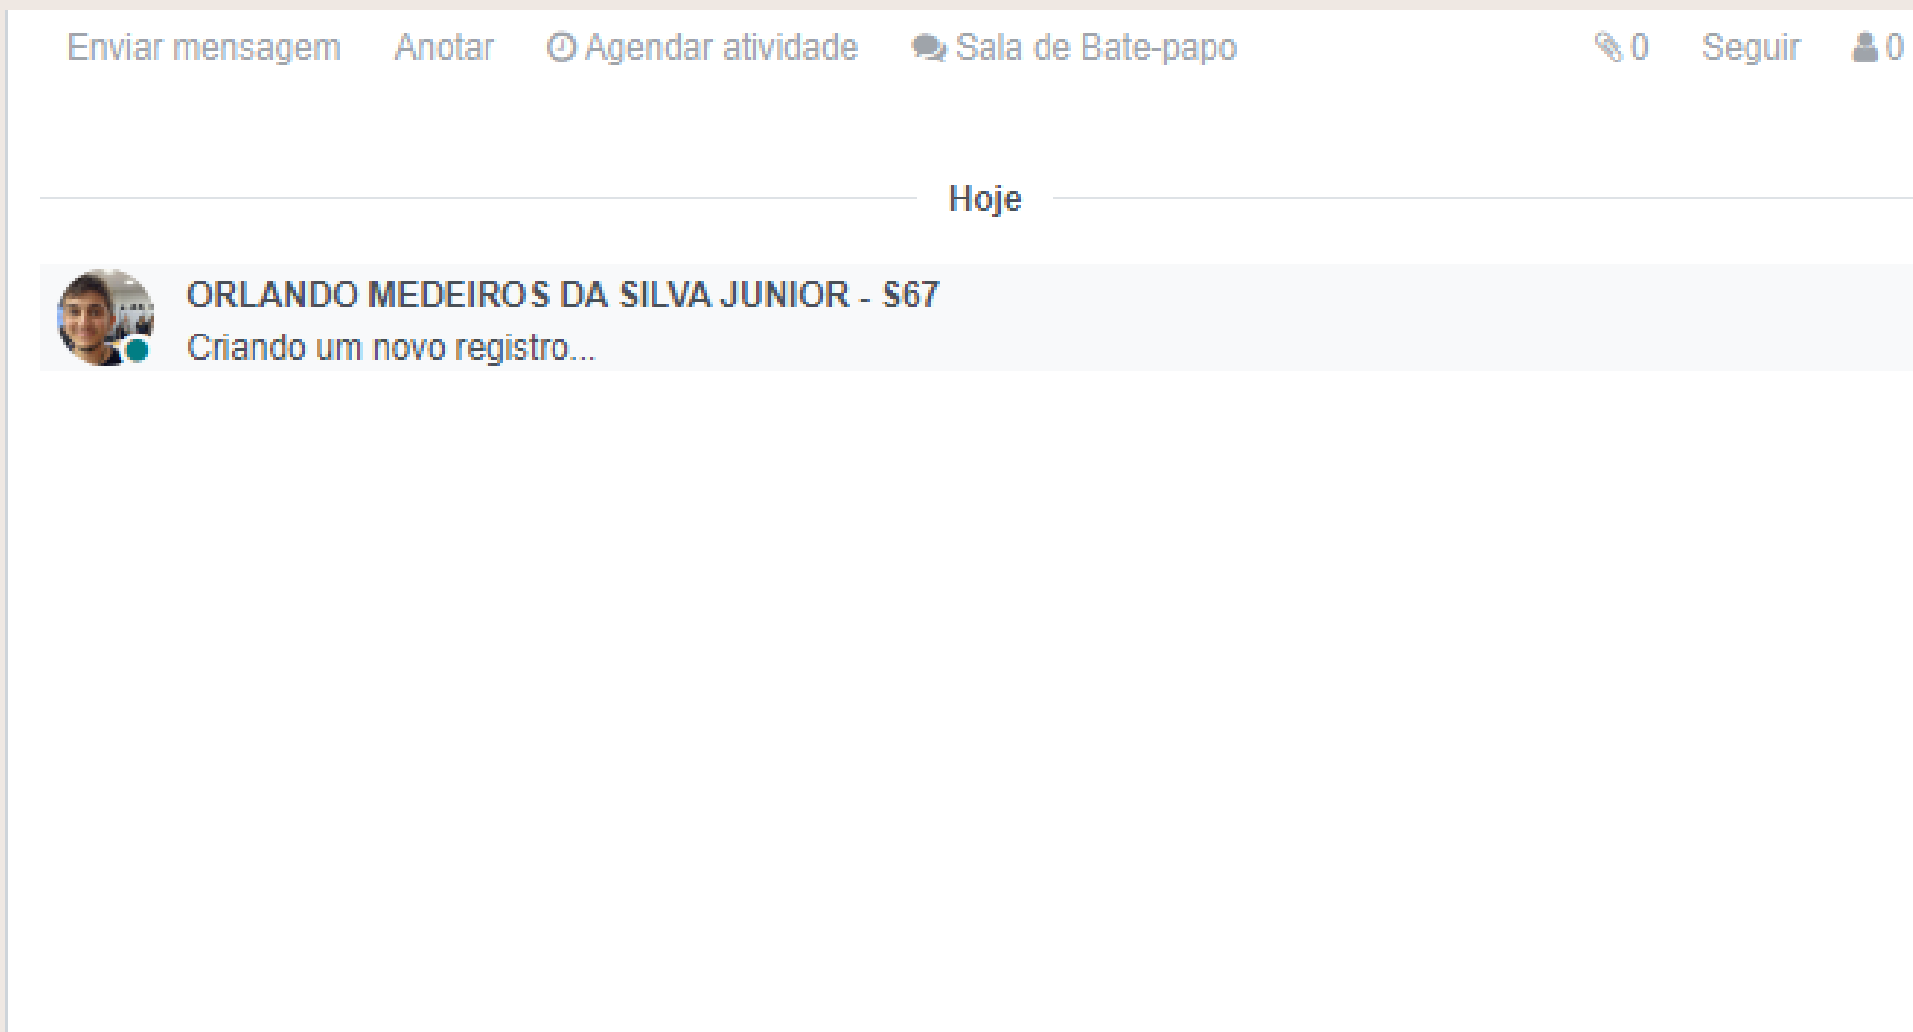 Enviar mensagem Anotar Agendar atividade Sala de Bate-papo 0 Seguir 0
Hoje
ORLANDO MEDEIROS DA SILVA JUNIOR - S67
Criando um novo registro...